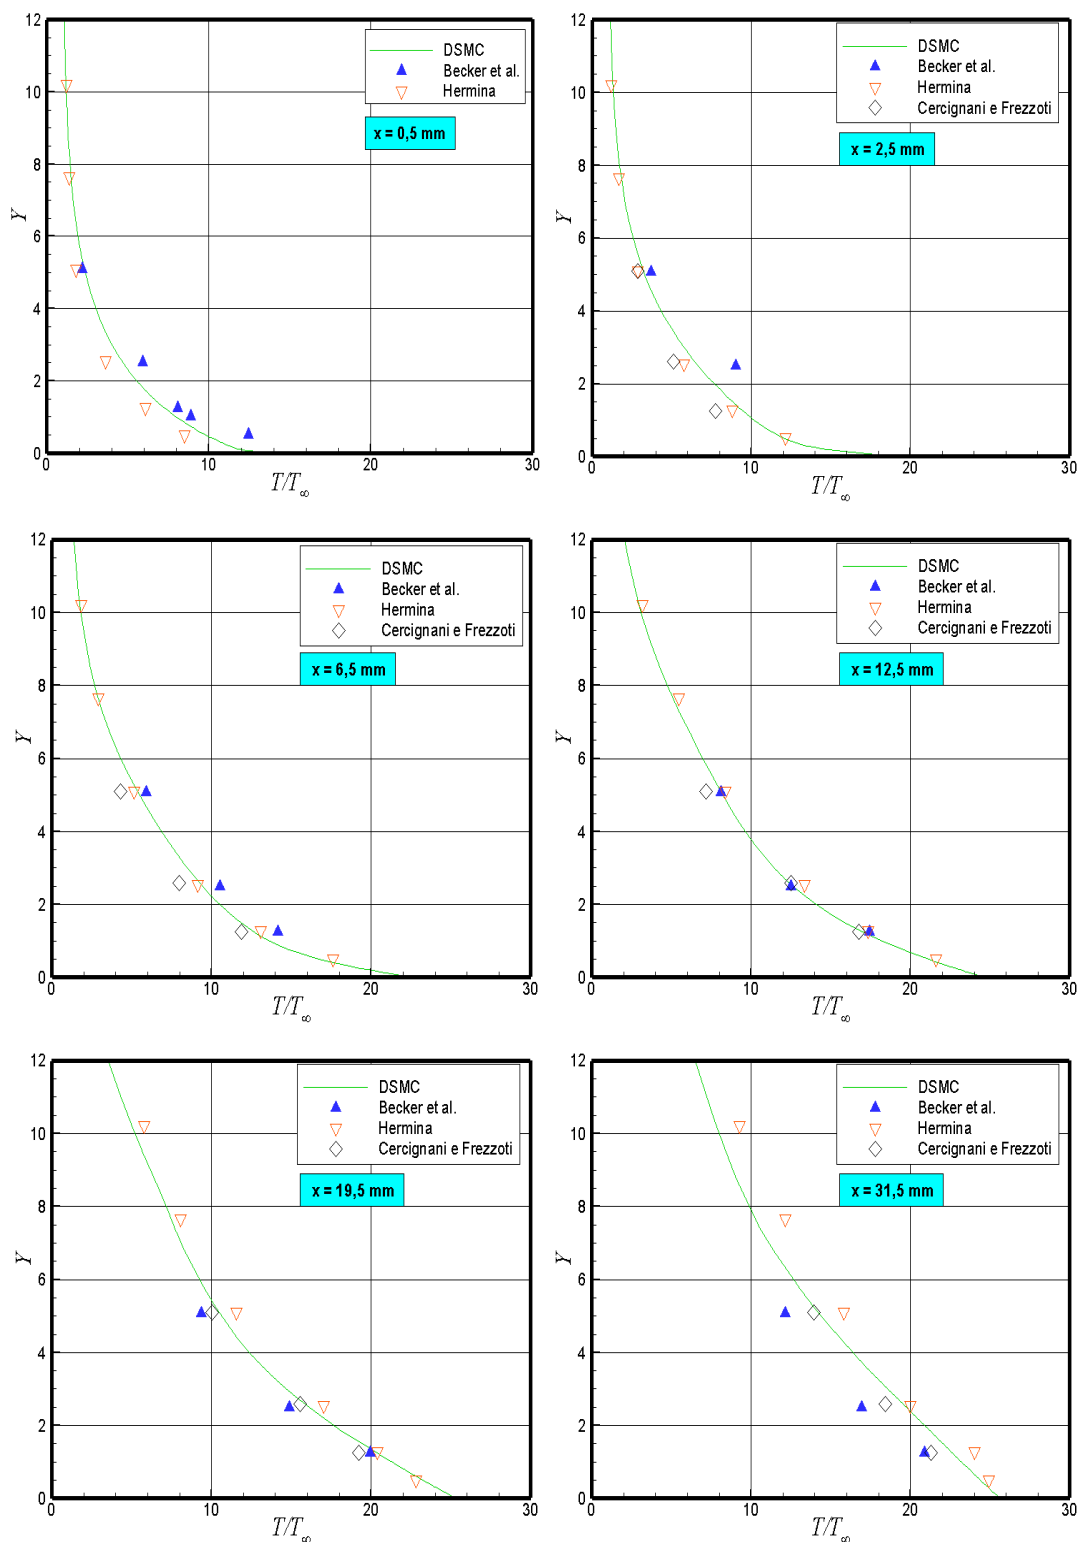 12
10
8
6
4
2
0
Y
DSMC
Becker et al.
Hermina
x = 0,5 mm
0
10
20
30
T/T∞
12
10
8
6
4
2
0
Y
DSMC
Becker et al.
Hermina
Cercignani e Frezzoti
x = 2,5 mm
0
10
20
30
T/T∞
12
10
8
6
4
2
0
Y
DSMC
Becker et al.
Hermina
Cercignani e Frezzoti
x = 6,5 mm
0
10
20
30
T/T∞
12
10
8
6
4
2
0
Y
DSMC
Becker et al.
Hermina
Cercignani e Frezzoti
x = 12,5 mm
0
10
20
30
T/T∞
12
10
8
6
4
2
0
Y
DSMC
Becker et al.
Hermina
Cercignani e Frezzoti
x = 19,5 mm
0
10
20
30
T/T∞
12
10
8
6
4
2
0
Y
DSMC
Becker et al.
Hermina
Cercignani e Frezzoti
x = 31,5 mm
0
10
20
30
T/T∞